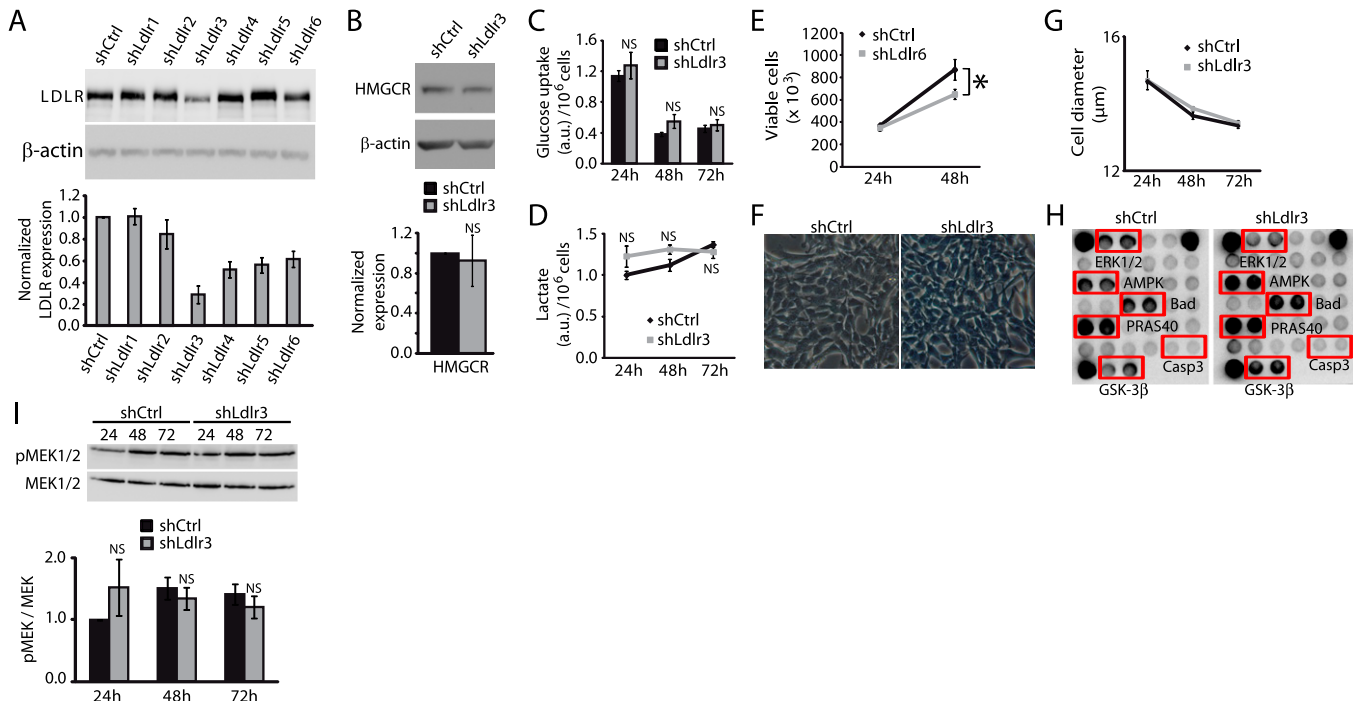 A
shCtrl
shLdlr1
shLdlr2
shLdlr3
shLdlr4
shLdlr5
shLdlr6
LDLR
β-actin
Normalized
LDLR expression
1.2
1.0
0.8
0.6
0.4
0.2
0.0
shCtrl
shLdlr1
shLdlr2
shLdlr3
shLdlr4
shLdlr5
shLdlr6
B
shCtrl
shLdlr3
HMGCR
β-actin
shCtrl
shLdlr3
Normalized
expression
1.2
0.8
0.4
0.0
NS
HMGCR
C
Glucose uptake
(a.u.) /10⁶cells
1.6
1.2
0.8
0.4
0.0
NS
NS
NS
shCtrl
shLdlr3
24h 48h 72h
D
Lactate
(a.u.) /10⁶cells
1.5
1.0
0.5
0.0
NS
NS
NS
shCtrl
shLdlr3
24h 48h 72h
E
Viable cells
(x 10³)
1000
800
600
400
200
0
shCtrl
shLdlr6
*
24h 48h
F
shCtrl
shLdlr3
G
Cell diameter
(μm)
16
12
shCtrl
shLdlr3
24h 48h 72h
H
shCtrl
ERK1/2
AMPK
Bad
PRAS40
Casp3
GSK-3β
shLdlr3
ERK1/2
AMPK
Bad
PRAS40
Casp3
GSK-3β
I
shCtrl shLdlr3
24 48 72 24 48 72
pMEK1/2
MEK1/2
shCtrl
shLdlr3
pMEK / MEK
2.0
1.0
0.0
NS
NS
NS
24h 48h 72h